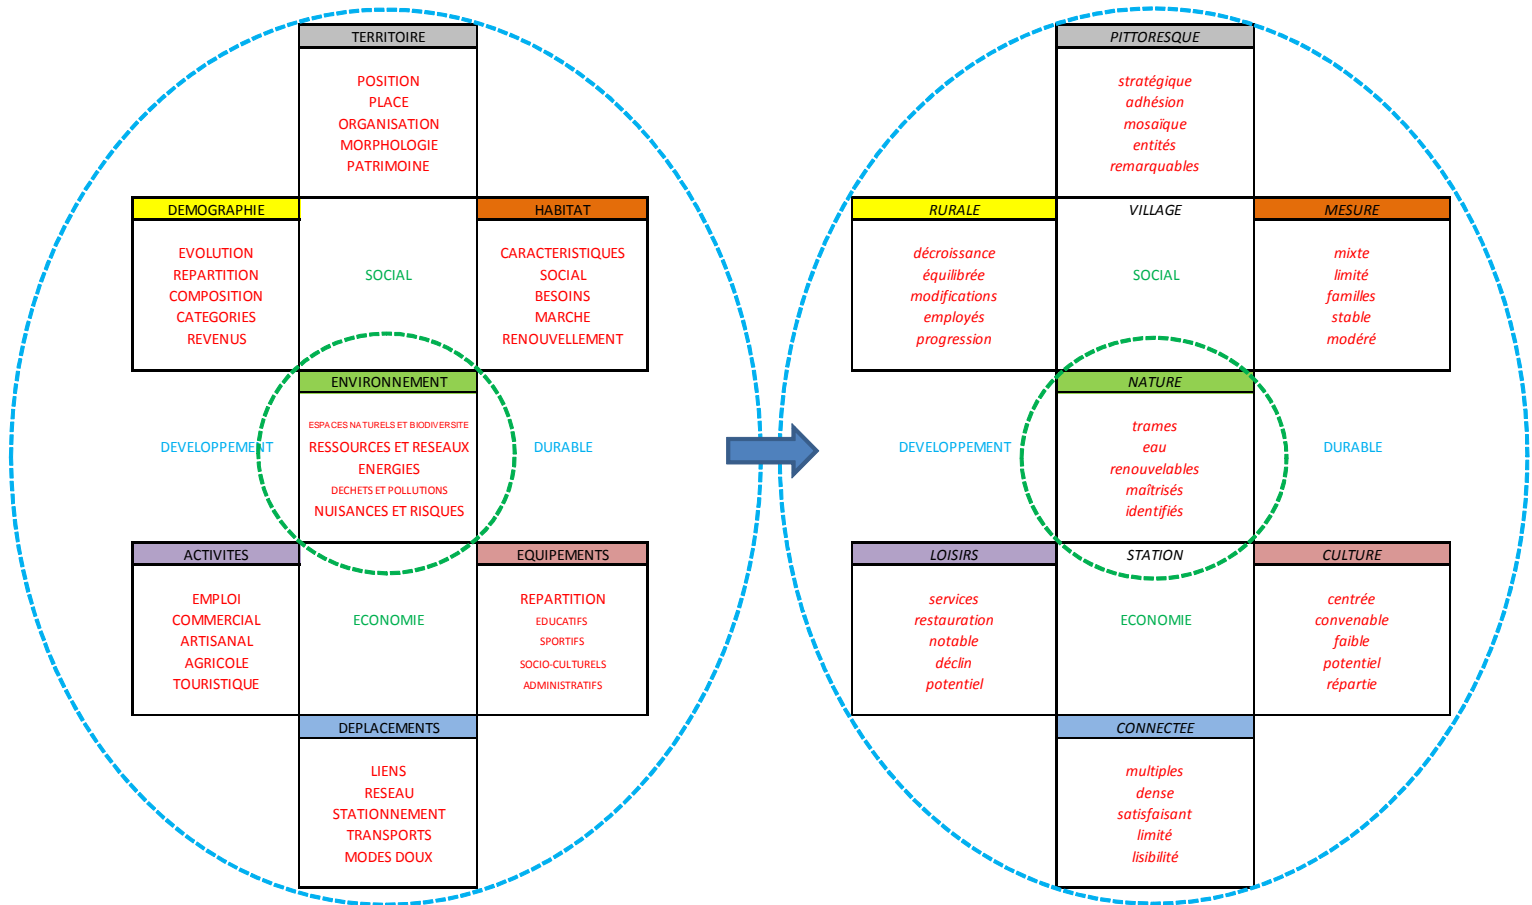 TERRITOIRE
POSITION
PLACE
ORGANISATION
MORPHOLOGIE
PATRIMOINE
DEMOGRAPHIE
EVOLUTION
REPARTITION
COMPOSITION
CATEGORIES
REVENUS
SOCIAL
HABITAT
CARACTERISTIQUES
SOCIAL
BESOINS
MARCHE
RENOUVELLEMENT
DEVELOPPEMENT
ENVIRONNEMENT
ESPACES NATURELS ET BIODIVERSITE
RESSOURCES ET RESEAUX
ENERGIES
DECHETS ET POLLUTIONS
NUISANCES ET RISQUES
DURABLE
ACTIVITES
EMPLOI
COMMERCIAL
ARTISANAL
AGRICOLE
TOURISTIQUE
ECONOMIE
EQUIPEMENTS
REPARTITION
EDUCATIFS
SPORTIFS
SOCIO-CULTURELS
ADMINISTRATIFS
DEPLACEMENTS
LIENS
RESEAU
STATIONNEMENT
TRANSPORTS
MODES DOUX
PITTORESQUE
stratégique
adhésion
mosaïque
entités
remarquables
RURALE
décroissance
équilibrée
modifications
employés
progression
VILLAGE
SOCIAL
MESURE
mixte
limité
familles
stable
modéré
DEVELOPPEMENT
NATURE
trames
eau
renouvelables
maîtrisés
identifiés
DURABLE
LOISIRS
services
restauration
notable
déclin
potentiel
STATION
ECONOMIE
CULTURE
centrée
convenable
faible
potentiel
répartie
CONNECTEE
multiples
dense
satisfaisant
limité
lisibilité